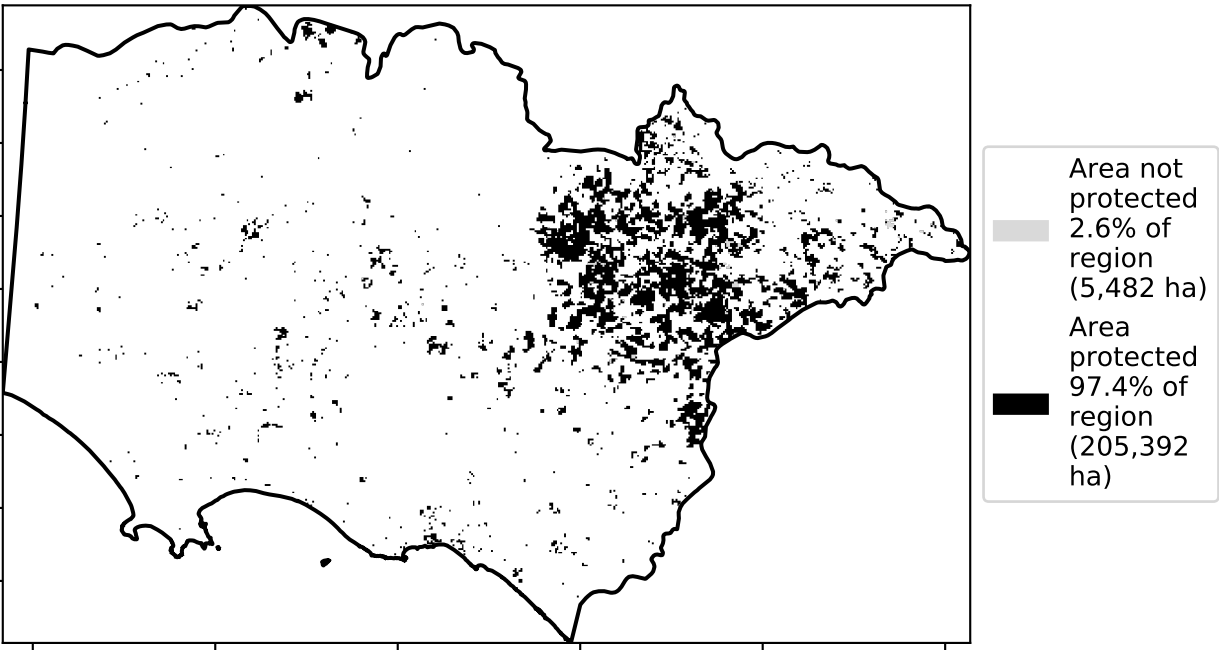 Area not
protected
2.6% of
region
(5,482 ha)
Area
protected
97.4% of
region
(205,392
ha)